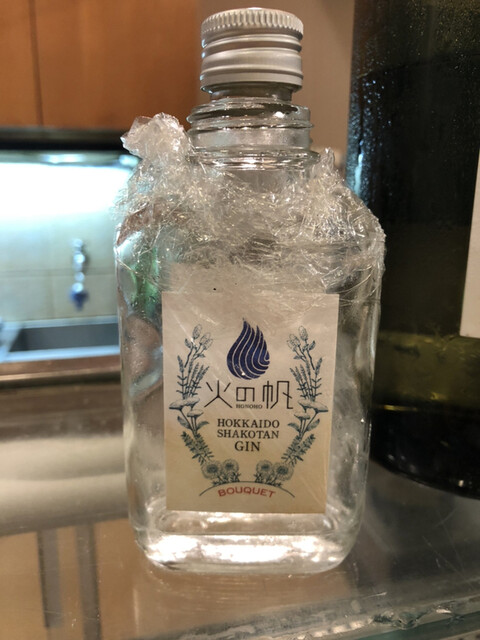 火の帆
HONOHO
HOKKAIDO
SHAKOTAN
GIN
BOUQUET